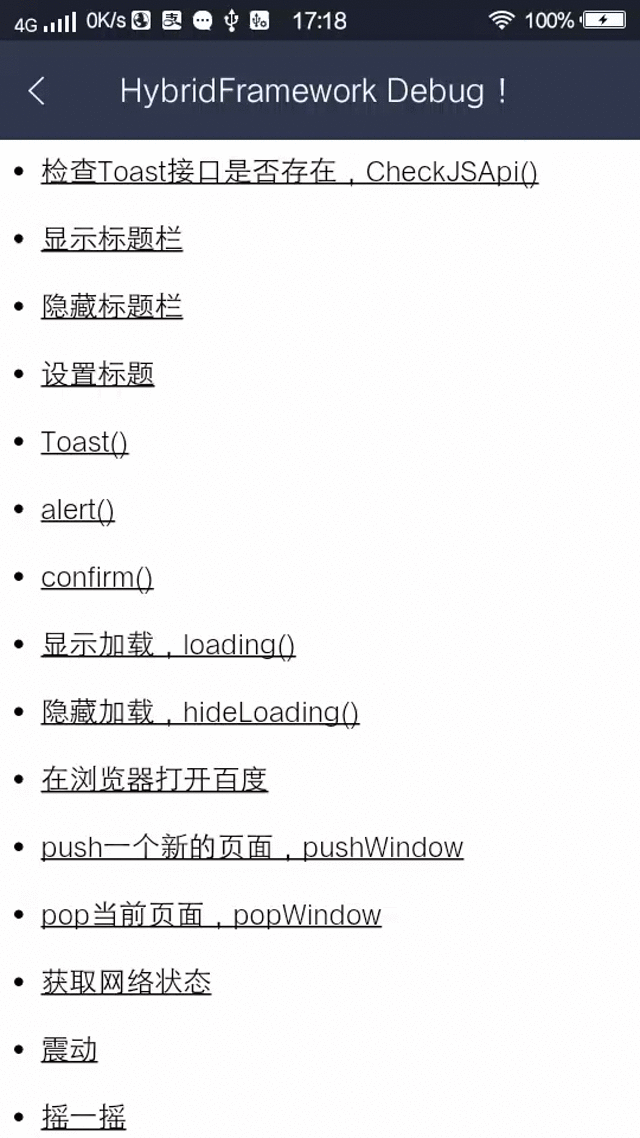 4G 0K/s 支 17:18 100%
HybridFramework Debug！
检查Toast接口是否存在，CheckJSApi()
显示标题栏
隐藏标题栏
设置标题
Toast()
alert()
confirm()
显示加载，loading()
隐藏加载，hideLoading()
在浏览器打开百度
push一个新的页面，pushWindow
pop当前页面，popWindow
获取网络状态
震动
摇一摇